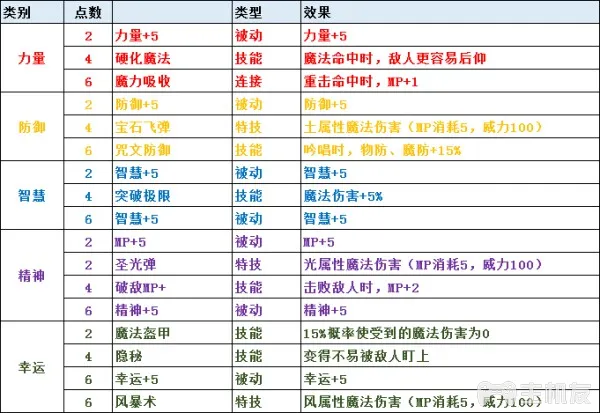 类别 点数 类型 效果
力量 2 力量+5 被动 力量+5
4 硬化魔法 技能 魔法命中时，敌人更容易后仰
6 魔力吸收 连接 重击命中时，MP+1
防御 2 防御+5 被动 防御+5
4 宝石飞弹 特技 土属性魔法伤害（MP消耗5，威力100）
6 咒文防御 技能 吟唱时，物防、魔防+15%
智慧 2 智慧+5 被动 智慧+5
4 突破极限 技能 魔法伤害+5%
6 智慧+5 被动 智慧+5
精神 2 MP+5 被动 MP+5
2 圣光弹 特技 光属性魔法伤害（MP消耗5，威力100）
4 破敌MP+ 技能 击败敌人时，MP+2
6 精神+5 被动 精神+5
幸运 2 魔法盔甲 技能 15%概率使受到的魔法伤害为0
4 隐秘 技能 变得不易被敌人盯上
6 幸运+5 被动 幸运+5
6 风暴术 特技 风属性魔法伤害（MP消耗5，威力100）